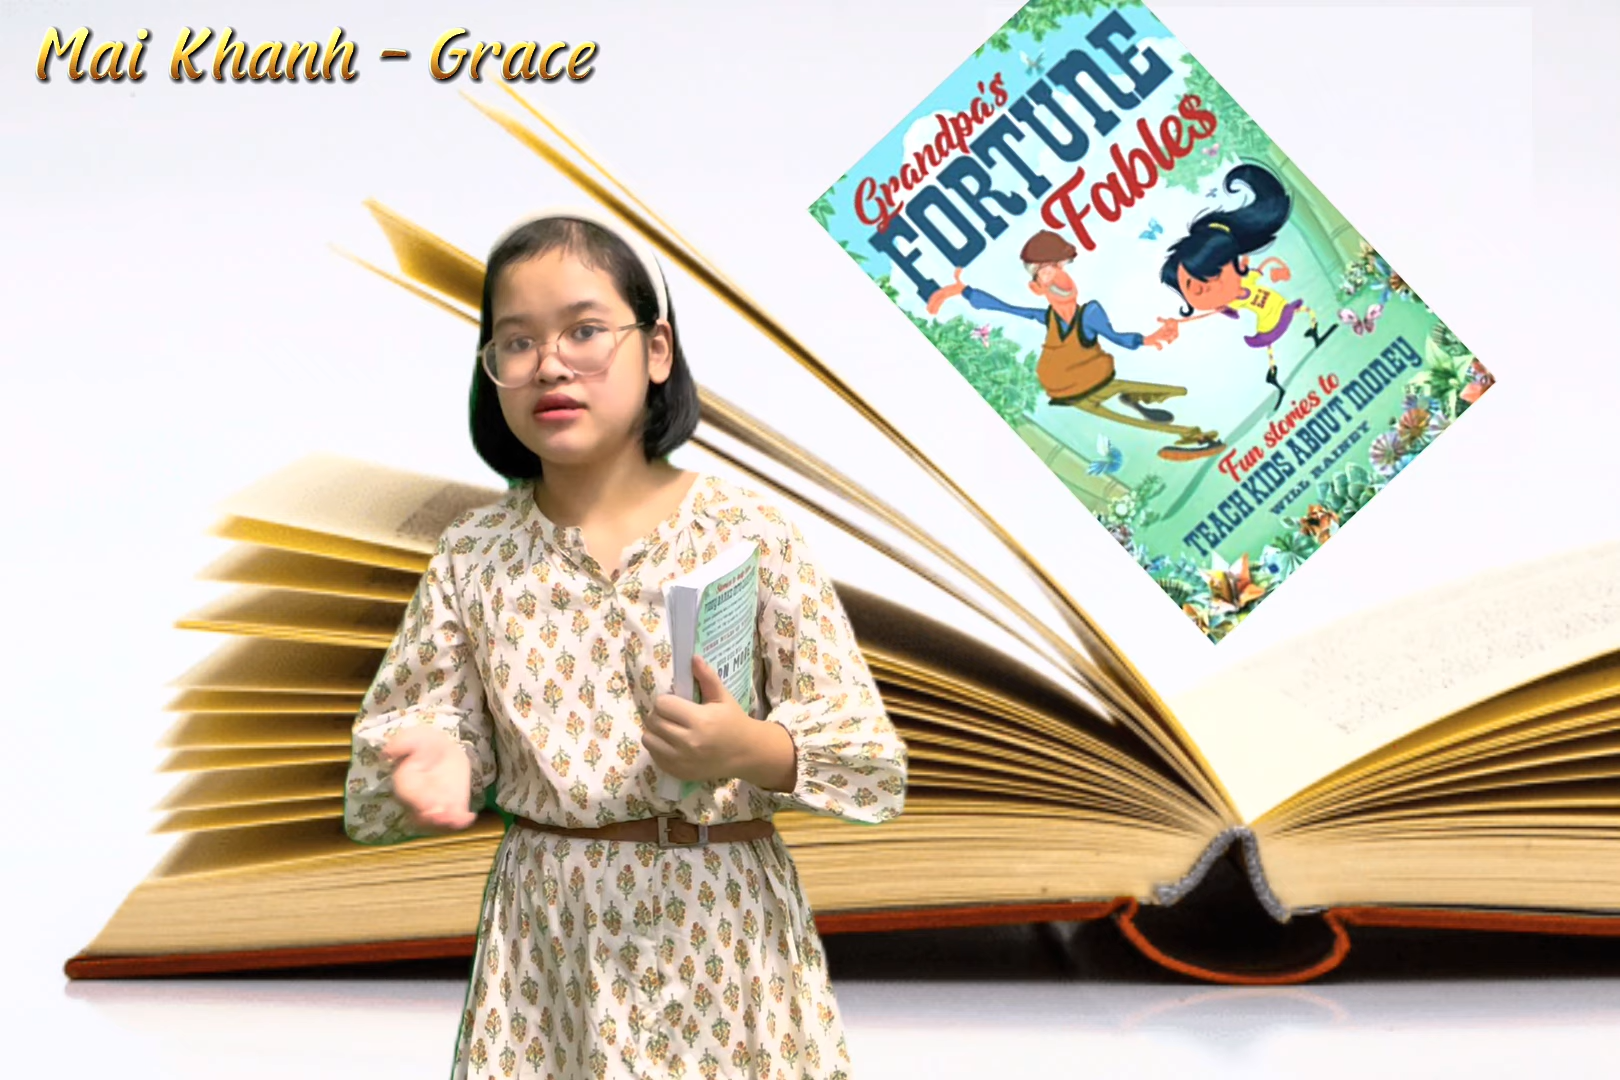 Mai Khanh - Grace
Grandpa's
FORTUNE
Fables
Fun stories to
TEACH KIDS ABOUT MONEY
WILL RAINEY